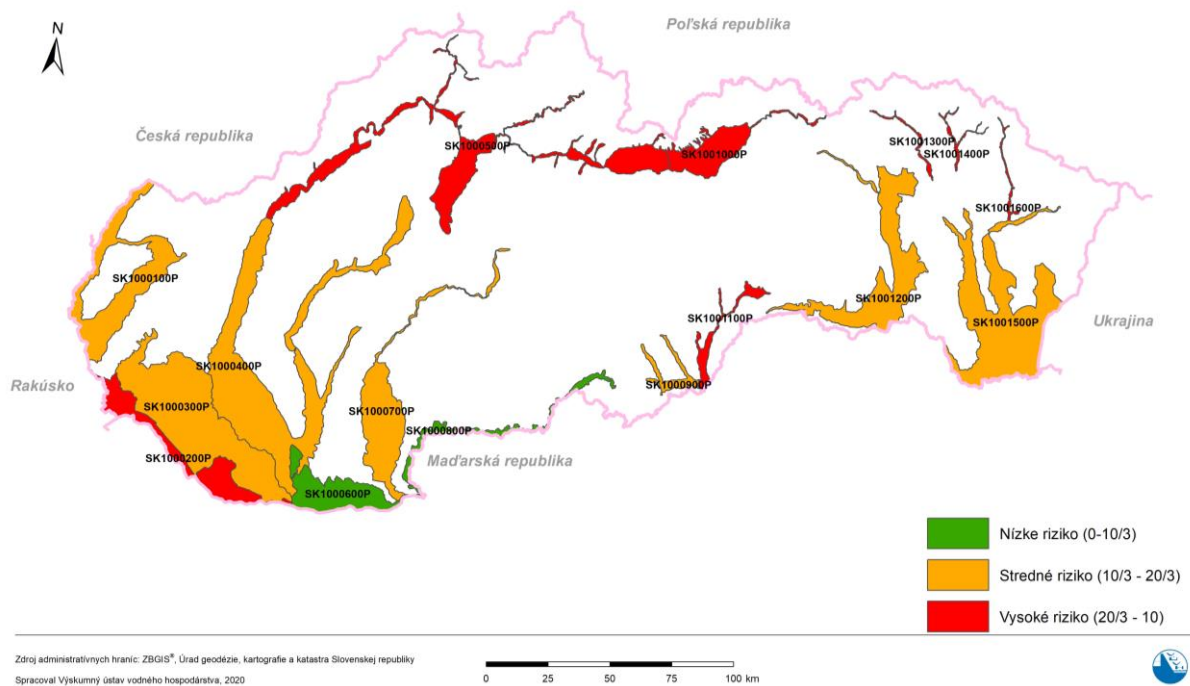 N
Poľská republika
Česká republika
SK1000500P
SK1001000P
SK1001300P
SK1001400P
SK1001600P
SK1000100P
SK1001200P
SK1001100P
SK1001500P
Ukrajina
Rakúsko
SK1000400P
SK1000900P
SK1000300P
SK1000700P
SK1000800P
SK1000200P
Maďarská republika
SK1000600P
Nízke riziko (0-10/3)
Stredné riziko (10/3 - 20/3)
Vysoké riziko (20/3 - 10)
Zdroj administratívnych hraníc: ZBGIS®, Úrad geodézie, kartografie a katastra Slovenskej republiky
Spracoval Výskumný ústav vodného hospodárstva, 2020
0 25 50 75 100 km